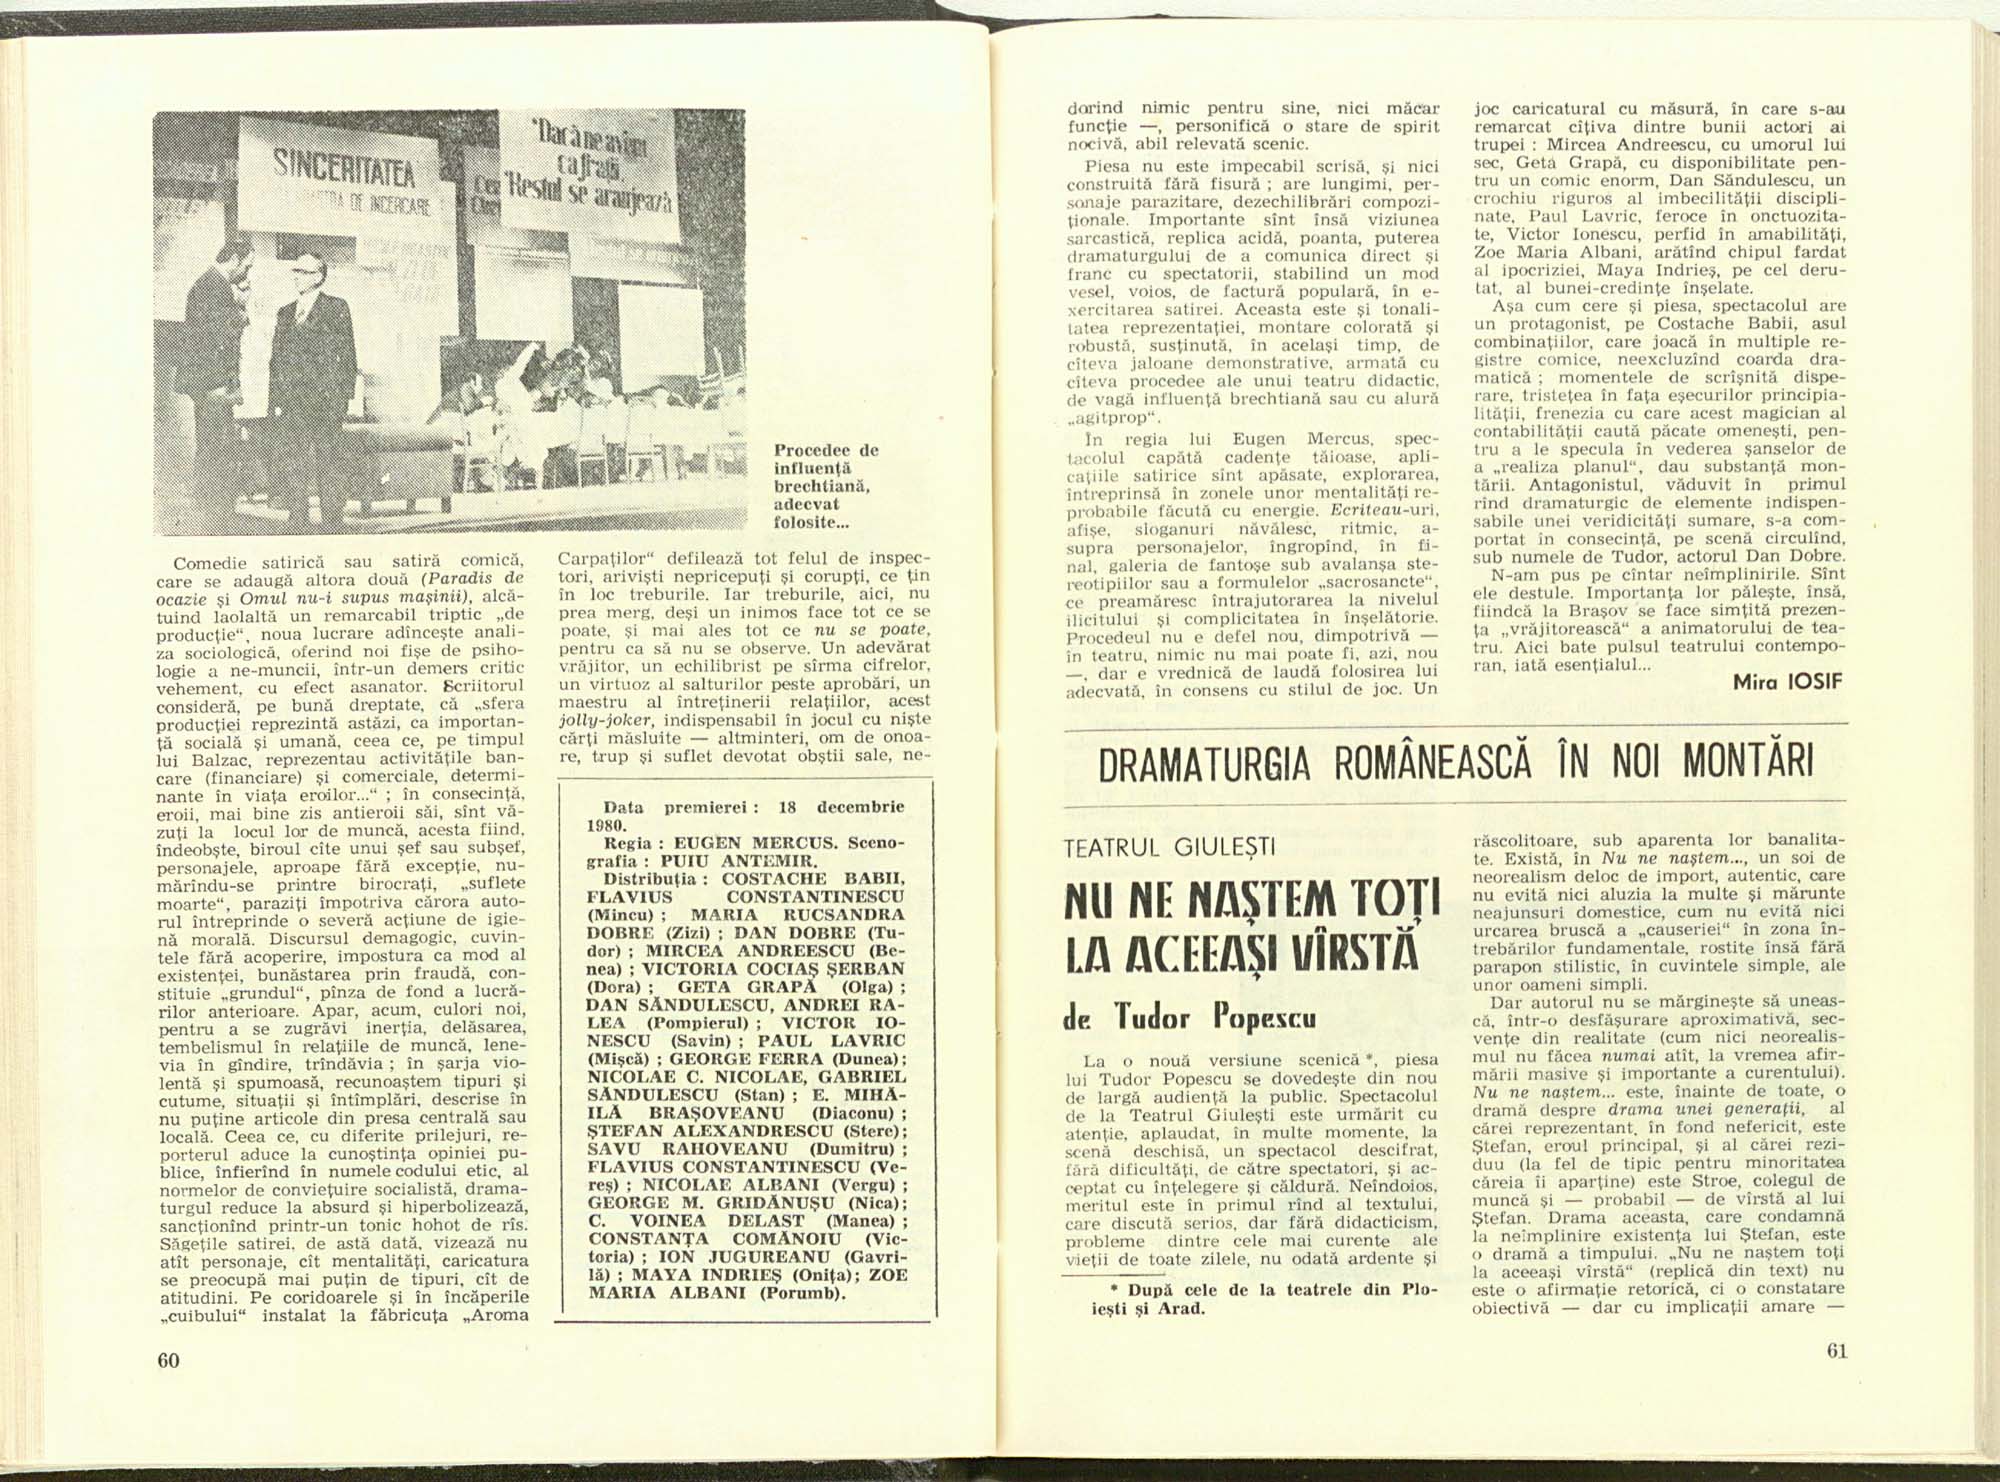 SINCERITATEA
DE INCERCARE
"Dacă ne avem
ca frații,
Restul se aranjează
Procedee de
influență
brechtiană,
adecvat
folosite...
Comedie satirică sau satiră comică,
care se adaugă altora două (Paradis de
ocazie și Omul nu-i supus mașinii), alcă-
tuind laolaltă un remarcabil triptic „de
producție“, noua lucrare adîncește anali-
za sociologică, oferind noi fișe de psiho-
logie a ne-muncii, într-un demers critic
vehement, cu efect asanator. Scriitorul
consideră, pe bună dreptate, că „sfera
producției reprezintă astăzi, ca importan-
ță socială și umană, ceea ce, pe timpul
lui Balzac, reprezentau activitățile ban-
care (financiare) și comerciale, determi-
nante în viața eroilor...“ ; în consecință,
eroii, mai bine zis antieroii săi, sînt vă-
zuți la locul lor de muncă, acesta fiind,
îndeobște, biroul cîte unui șef sau subșef,
personajele, aproape fără excepție, nu-
mărîndu-se printre birocrați, „suflete
moarte“, paraziți împotriva cărora auto-
rul întreprinde o severă acțiune de igie-
nă morală. Discursul demagogic, cuvin-
tele fără acoperire, impostura ca mod al
existenței, bunăstarea prin fraudă, con-
stituie „grundul“, pînza de fond a lucră-
rilor anterioare. Apar, acum, culori noi,
pentru a se zugrăvi inerția, delăsarea,
tembelismul în relațiile de muncă, lene-
via în gîndire, trîndăvia ; în șarja vio-
lentă și spumoasă, recunoaștem tipuri și
cutume, situații și întîmplări, descrise în
nu puține articole din presa centrală sau
locală. Ceea ce, cu diferite prilejuri, re-
porterul aduce la cunoștința opiniei pu-
blice, înfierînd în numele codului etic, al
normelor de conviețuire socialistă, drama-
turgul reduce la absurd și hiperbolizează,
sancționînd printr-un tonic hohot de rîs.
Săgețile satirei, de astă dată, vizează nu
atît personaje, cît mentalități, caricatura
se preocupă mai puțin de tipuri, cît de
atitudini. Pe coridoarele și în încăperile
„cuibului“ instalat la făbricuța „Aroma
Carpaților“ defilează tot felul de inspec-
tori, ariviști nepricepuți și corupți, ce țin
în loc treburile. Iar treburile, aici, nu
prea merg, deși un inimos face tot ce se
poate, și mai ales tot ce nu se poate,
pentru ca să nu se observe. Un adevărat
vrăjitor, un echilibrist pe sîrma cifrelor,
un virtuoz al salturilor peste aprobări, un
maestru al întreținerii relațiilor, acest
jolly-joker, indispensabil în jocul cu niște
cărți măsluite — altminteri, om de onoa-
re, trup și suflet devotat obștii sale, ne-
Data premierei : 18 decembrie
1980.
Regia : EUGEN MERCUS. Sceno-
grafia : PUIU ANTEMIR.
Distribuția : COSTACHE BABII,
FLAVIUS CONSTANTINESCU
(Mincu) ; MARIA RUCSANDRA
DOBRE (Zizi) ; DAN DOBRE (Tu-
dor) ; MIRCEA ANDREESCU (Be-
nea) ; VICTORIA COCIAȘ ȘERBAN
(Dora) ; GETA GRAPĂ (Olga) ;
DAN SĂNDULESCU, ANDREI RA-
LEA (Pompierul) ; VICTOR IO-
NESCU (Savin) ; PAUL LAVRIC
(Mișcă) ; GEORGE FERRA (Dunea);
NICOLAE C. NICOLAE, GABRIEL
SĂNDULESCU (Stan) ; E. MIHĂ-
ILĂ BRAȘOVEANU (Diaconu) ;
ȘTEFAN ALEXANDRESCU (Stere);
SAVU RAHOVEANU (Dumitru) ;
FLAVIUS CONSTANTINESCU (Ve-
reș) ; NICOLAE ALBANI (Vergu) ;
GEORGE M. GRIDĂNUȘU (Nica);
C. VOINEA DELAST (Manea) ;
CONSTANȚA COMĂNOIU (Vic-
toria) ; ION JUGUREANU (Gavri-
lă) ; MAYA INDRIEȘ (Onița); ZOE
MARIA ALBANI (Porumb).
60
dorind nimic pentru sine, nici măcar
funcție —, personifică o stare de spirit
nocivă, abil relevată scenic.
Piesa nu este impecabil scrisă, și nici
construită fără fisură ; are lungimi, per-
sonaje parazitare, dezechilibrări compozi-
ționale. Importante sînt însă viziunea
sarcastică, replica acidă, poanta, puterea
dramaturgului de a comunica direct și
franc cu spectatorii, stabilind un mod
vesel, voios, de factură populară, în e-
xercitarea satirei. Aceasta este și tonali-
tatea reprezentației, montare colorată și
robustă, susținută, în același timp, de
cîteva jaloane demonstrative, armată cu
cîteva procedee ale unui teatru didactic,
de vagă influență brechtiană sau cu alură
„agitprop“.
În regia lui Eugen Mercus, spec-
tacolul capătă cadențe tăioase, apli-
cațiile satirice sînt apăsate, explorarea,
întreprinsă în zonele unor mentalități re-
probabile făcută cu energie. Ecriteau-uri,
afișe, sloganuri năvălesc, ritmic, a-
supra personajelor, îngropînd, în fi-
nal, galeria de fantoșe sub avalanșa ste-
reotipiilor sau a formulelor „sacrosancte“,
ce preamăresc întrajutorarea la nivelul
ilicitului și complicitatea în înșelătorie.
Procedeul nu e defel nou, dimpotrivă —
în teatru, nimic nu mai poate fi, azi, nou
—, dar e vrednică de laudă folosirea lui
adecvată, în consens cu stilul de joc. Un
joc caricatural cu măsură, în care s-au
remarcat cîțiva dintre bunii actori ai
trupei : Mircea Andreescu, cu umorul lui
sec, Geta Grapă, cu disponibilitate pen-
tru un comic enorm, Dan Săndulescu, un
crochiu riguros al imbecilității discipli-
nate, Paul Lavric, feroce în onctuozita-
te, Victor Ionescu, perfid în amabilități,
Zoe Maria Albani, arătînd chipul fardat
al ipocriziei, Maya Indrieș, pe cel deru-
tat, al bunei-credințe înșelate.
Așa cum cere și piesa, spectacolul are
un protagonist, pe Costache Babii, asul
combinațiilor, care joacă în multiple re-
gistre comice, neexcluzînd coarda dra-
matică ; momentele de scrîșnită dispe-
rare, tristețea în fața eșecurilor principia-
lității, frenezia cu care acest magician al
contabilității caută păcate omenești, pen-
tru a le specula în vederea șanselor de
a „realiza planul“, dau substanță mon-
tării. Antagonistul, văduvit în primul
rînd dramaturgic de elemente indispen-
sabile unei veridicități sumare, s-a com-
portat în consecință, pe scenă circulînd,
sub numele de Tudor, actorul Dan Dobre.
N-am pus pe cîntar neîmplinirile. Sînt
ele destule. Importanța lor pălește, însă,
fiindcă la Brașov se face simțită prezen-
ța „vrăjitorească“ a animatorului de tea-
tru. Aici bate pulsul teatrului contempo-
ran, iată esențialul...
Mira IOSIF
DRAMATURGIA ROMÂNEASCĂ ÎN NOI MONTĂRI
TEATRUL GIULEȘTI
NU NE NAȘTEM TOȚI
LA ACEEAȘI VÎRSTĂ
de Tudor Popescu
La o nouă versiune scenică *, piesa
lui Tudor Popescu se dovedește din nou
de largă audiență la public. Spectacolul
de la Teatrul Giulești este urmărit cu
atenție, aplaudat, în multe momente, la
scenă deschisă, un spectacol descifrat,
fără dificultăți, de către spectatori, și ac-
ceptat cu înțelegere și căldură. Neîndoios,
meritul este în primul rînd al textului,
care discută serios, dar fără didacticism,
probleme dintre cele mai curente ale
vieții de toate zilele, nu odată ardente și
* După cele de la teatrele din Plo-
iești și Arad.
răscolitoare, sub aparenta lor banalita-
te. Există, în Nu ne naștem..., un soi de
neorealism deloc de import, autentic, care
nu evită nici aluzia la multe și mărunte
neajunsuri domestice, cum nu evită nici
urcarea bruscă a „causeriei“ în zona în-
trebărilor fundamentale, rostite însă fără
parapon stilistic, în cuvintele simple, ale
unor oameni simpli.
Dar autorul nu se mărginește să uneas-
că, într-o desfășurare aproximativă, sec-
vențe din realitate (cum nici neorealis-
mul nu făcea numai atît, la vremea afir-
mării masive și importante a curentului).
Nu ne naștem... este, înainte de toate, o
dramă despre drama unei generații, al
cărei reprezentant, în fond nefericit, este
Ștefan, eroul principal, și al cărei rezi-
duu (la fel de tipic pentru minoritatea
căreia îi aparține) este Stroe, colegul de
muncă și — probabil — de vîrstă al lui
Ștefan. Drama aceasta, care condamnă
la neîmplinire existența lui Ștefan, este
o dramă a timpului. „Nu ne naștem toți
la aceeași vîrstă“ (replică din text) nu
este o afirmație retorică, ci o constatare
obiectivă — dar cu implicații amare —
61